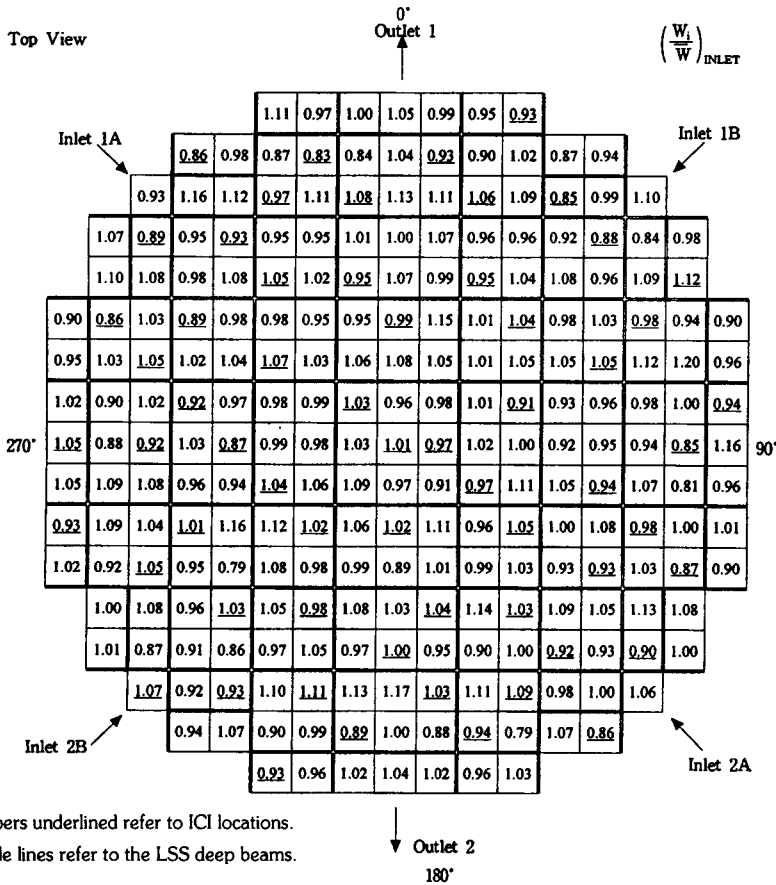 0°
Top View Outlet 1 (Wi / W̅)INLET
1.11 0.97 1.00 1.05 0.99 0.95 0.93
Inlet 1A Inlet 1B
0.86 0.98 0.87 0.83 0.84 1.04 0.93 0.90 1.02 0.87 0.94
0.93 1.16 1.12 0.97 1.11 1.08 1.13 1.11 1.06 1.09 0.85 0.99 1.10
1.07 0.89 0.95 0.93 0.95 0.95 1.01 1.00 1.07 0.96 0.96 0.92 0.88 0.84 0.98
1.10 1.08 0.98 1.08 1.05 1.02 0.95 1.07 0.99 0.95 1.04 1.08 0.96 1.09 1.12
0.90 0.86 1.03 0.89 0.98 0.98 0.95 0.95 0.99 1.15 1.01 1.04 0.98 1.03 0.98 0.94 0.90
0.95 1.03 1.05 1.02 1.04 1.07 1.03 1.06 1.08 1.05 1.01 1.05 1.05 1.05 1.12 1.20 0.96
1.02 0.90 1.02 0.92 0.97 0.98 0.99 1.03 0.96 0.98 1.01 0.91 0.93 0.96 0.98 1.00 0.94
270° 1.05 0.88 0.92 1.03 0.87 0.99 0.98 1.03 1.01 0.97 1.02 1.00 0.92 0.95 0.94 0.85 1.16 90°
1.05 1.09 1.08 0.96 0.94 1.04 1.06 1.09 0.97 0.91 0.97 1.11 1.05 0.94 1.07 0.81 0.96
0.93 1.09 1.04 1.01 1.16 1.12 1.02 1.06 1.02 1.11 0.96 1.05 1.00 1.08 0.98 1.00 1.01
1.02 0.92 1.05 0.95 0.79 1.08 0.98 0.99 0.89 1.01 0.99 1.03 0.93 0.93 1.03 0.87 0.90
1.00 1.08 0.96 1.03 1.05 0.98 1.08 1.03 1.04 1.14 1.03 1.09 1.05 1.13 1.08
1.01 0.87 0.91 0.86 0.97 1.05 0.97 1.00 0.95 0.90 1.00 0.92 0.93 0.90 1.00
1.07 0.92 0.93 1.10 1.11 1.13 1.17 1.03 1.11 1.09 0.98 1.00 1.06
0.94 1.07 0.90 0.99 0.89 1.00 0.88 0.94 0.79 1.07 0.86
Inlet 2B Inlet 2A
0.93 0.96 1.02 1.04 1.02 0.96 1.03
bers underlined refer to ICI locations.
le lines refer to the LSS deep beams.
Outlet 2
180°